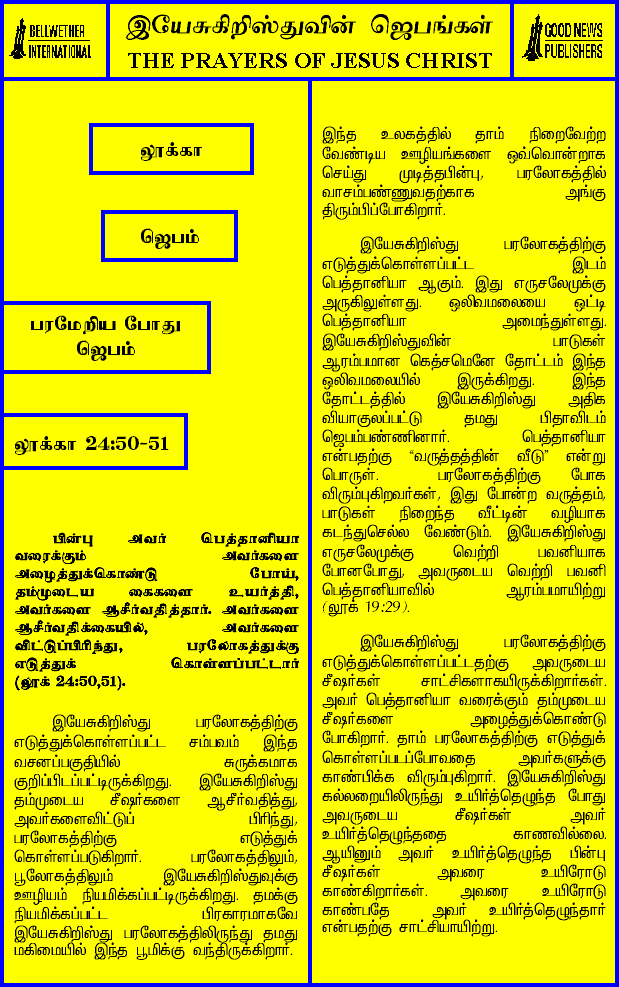 BELLWETHER
INTERNATIONAL
இயேசுகிறிஸ்துவின் ஜெபங்கள்
THE PRAYERS OF JESUS CHRIST
GOOD NEWS
PUBLISHERS
லூக்கா
ஜெபம்
பரமேறிய போது
ஜெபம்
லூக்கா 24:50-51
பின்பு அவர் பெத்தானியா
வரைக்கும் அவர்களை
அழைத்துக்கொண்டு போய்,
தம்முடைய கைகளை உயர்த்தி,
அவர்களை ஆசீர்வதித்தார். அவர்களை
ஆசீர்வதிக்கையில், அவர்களை
விட்டுப்பிரிந்து, பரலோகத்துக்கு
எடுத்துக் கொள்ளப்பட்டார்
(லூக் 24:50,51).
இயேசுகிறிஸ்து பரலோகத்திற்கு
எடுத்துக்கொள்ளப்பட்ட சம்பவம் இந்த
வசனப்பகுதியில் சுருக்கமாக
குறிப்பிடப்பட்டிருக்கிறது. இயேசுகிறிஸ்து
தம்முடைய சீஷர்களை ஆசீர்வதித்து,
அவர்களைவிட்டுப் பிரிந்து,
பரலோகத்திற்கு எடுத்துக்
கொள்ளப்படுகிறார். பரலோகத்திலும்,
பூலோகத்திலும் இயேசுகிறிஸ்துவுக்கு
ஊழியம் நியமிக்கப்பட்டிருக்கிறது. தமக்கு
நியமிக்கப்பட்ட பிரகாரமாகவே
இயேசுகிறிஸ்து பரலோகத்திலிருந்து தமது
மகிமையில் இந்த பூமிக்கு வந்திருக்கிறார்.
இந்த உலகத்தில் தாம் நிறைவேற்ற
வேண்டிய ஊழியங்களை ஒவ்வொன்றாக
செய்து முடித்தபின்பு, பரலோகத்தில்
வாசம்பண்ணுவதற்காக அங்கு
திரும்பிப்போகிறார்.
இயேசுகிறிஸ்து பரலோகத்திற்கு
எடுத்துக்கொள்ளப்பட்ட இடம்
பெத்தானியா ஆகும். இது எருசலேமுக்கு
அருகிலுள்ளது. ஒலிவமலையை ஒட்டி
பெத்தானியா அமைந்துள்ளது.
இயேசுகிறிஸ்துவின் பாடுகள்
ஆரம்பமான கெத்சமெனே தோட்டம் இந்த
ஒலிவமலையில் இருக்கிறது. இந்த
தோட்டத்தில் இயேசுகிறிஸ்து அதிக
வியாகுலப்பட்டு தமது பிதாவிடம்
ஜெபம்பண்ணினார். பெத்தானியா
என்பதற்கு “வருத்தத்தின் வீடு” என்று
பொருள். பரலோகத்திற்கு போக
விரும்புகிறவர்கள், இது போன்ற வருத்தம்,
பாடுகள் நிறைந்த வீட்டின் வழியாக
கடந்துசெல்ல வேண்டும். இயேசுகிறிஸ்து
எருசலேமுக்கு வெற்றி பவனியாக
போனபோது, அவருடைய வெற்றி பவனி
பெத்தானியாவில் ஆரம்பமாயிற்று
(லூக் 19:29).
இயேசுகிறிஸ்து பரலோகத்திற்கு
எடுத்துக்கொள்ளப்பட்டதற்கு அவருடைய
சீஷர்கள் சாட்சிகளாகயிருக்கிறார்கள்.
அவர் பெத்தானியா வரைக்கும் தம்முடைய
சீஷர்களை அழைத்துக்கொண்டு
போகிறார். தாம் பரலோகத்திற்கு எடுத்துக்
கொள்ளப்படப்போவதை அவர்களுக்கு
காண்பிக்க விரும்புகிறார். இயேசுகிறிஸ்து
கல்லறையிலிருந்து உயிர்த்தெழுந்த போது
அவருடைய சீஷர்கள் அவர்
உயிர்த்தெழுந்ததை காணவில்லை.
ஆயினும் அவர் உயிர்த்தெழுந்த பின்பு
சீஷர்கள் அவரை உயிரோடு
காண்கிறார்கள். அவரை உயிரோடு
காண்பதே அவர் உயிர்த்தெழுந்தார்
என்பதற்கு சாட்சியாயிற்று.